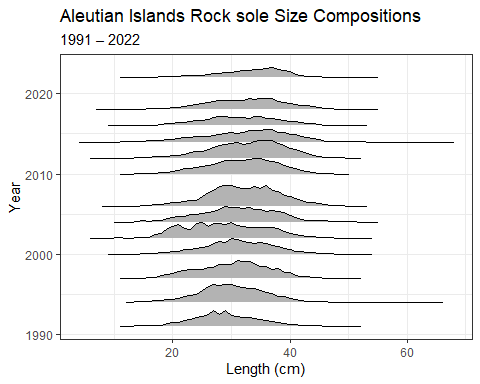 Aleutian Islands Rock sole Size Compositions
1991 – 2022
2020
2010
2000
1990
Year
20 40 60
Length (cm)